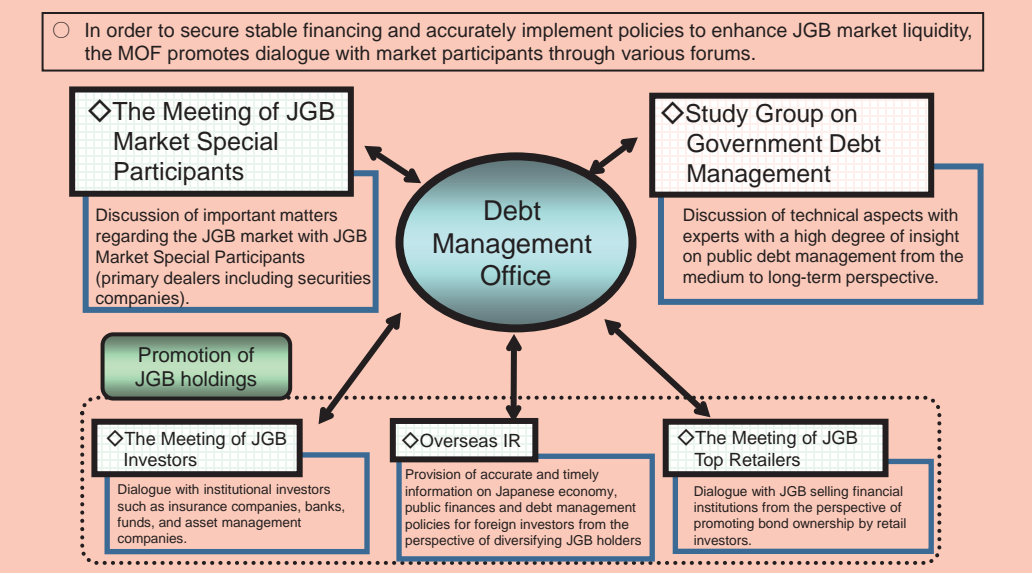 ○ In order to secure stable financing and accurately implement policies to enhance JGB market liquidity,
the MOF promotes dialogue with market participants through various forums.
◇The Meeting of JGB
Market Special
Participants
Discussion of important matters
regarding the JGB market with JGB
Market Special Participants
(primary dealers including securities
companies).
◇Study Group on
Government Debt
Management
Discussion of technical aspects with
experts with a high degree of insight
on public debt management from the
medium to long-term perspective.
Debt
Management
Office
Promotion of
JGB holdings
◇The Meeting of JGB
Investors
Dialogue with institutional investors
such as insurance companies, banks,
funds, and asset management
companies.
◇Overseas IR
Provision of accurate and timely
information on Japanese economy,
public finances and debt management
policies for foreign investors from the
perspective of diversifying JGB holders
◇The Meeting of JGB
Top Retailers
Dialogue with JGB selling financial
institutions from the perspective of
promoting bond ownership by retail
investors.